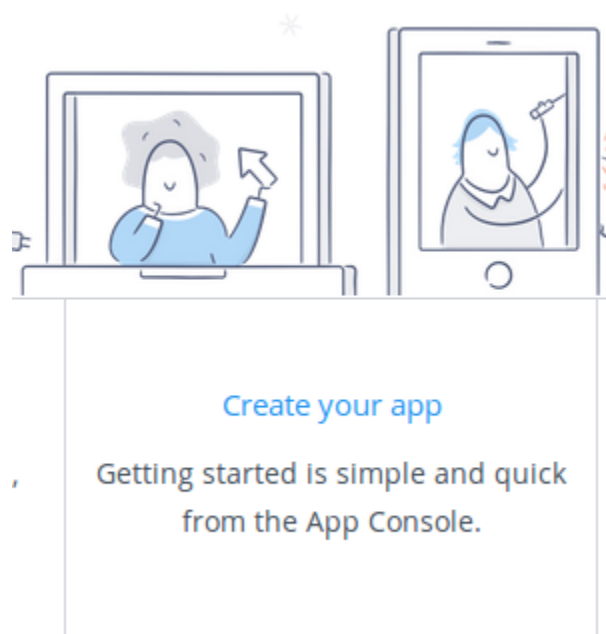 Create your app
,
Getting started is simple and quick
from the App Console.